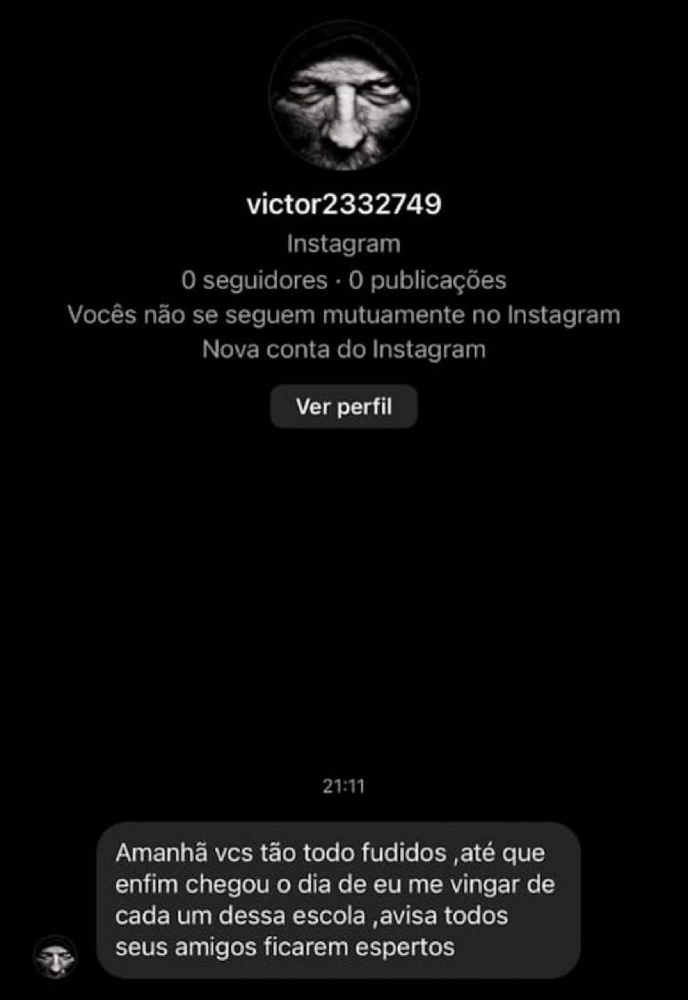 victor2332749
Instagram
0 seguidores · 0 publicações
Vocês não se seguem mutuamente no Instagram
Nova conta do Instagram
Ver perfil
21:11
Amanhã vcs tão todo fudidos ,até que
enfim chegou o dia de eu me vingar de
cada um dessa escola ,avisa todos
seus amigos ficarem espertos